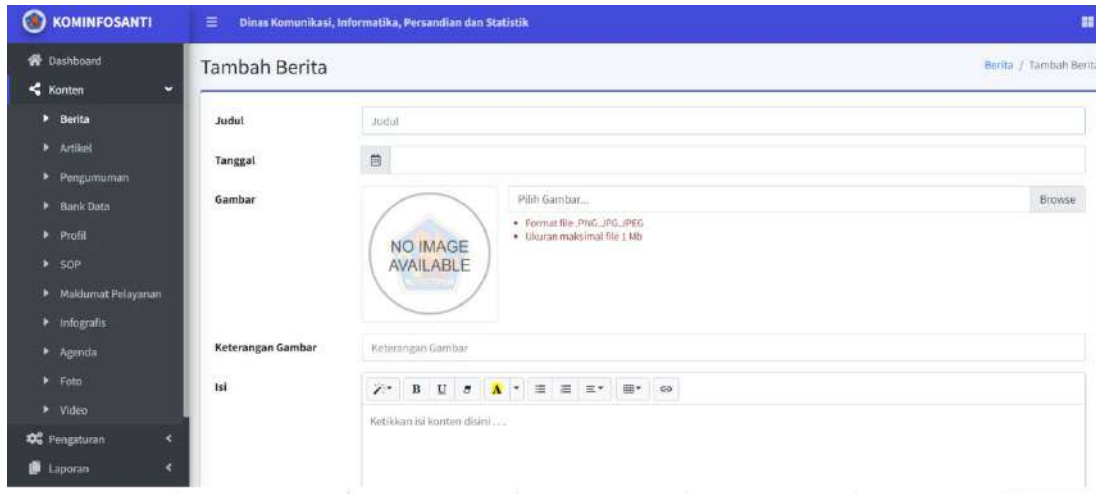 KOMINFOSANTI
Dinas Komunikasi, Informatika, Persandian dan Statistik
Dashboard
Konten
Berita
Artikel
Pengumuman
Bank Data
Profil
SOP
Maklumat Pelayanan
Infografis
Agenda
Foto
Video
Pengaturan
Laporan
Tambah Berita
Berita / Tambah Berita
Judul
Judul
Tanggal
Gambar
NO IMAGE
AVAILABLE
Pilih Gambar...
Browse
Format file .PNG,.JPG,.JPEG
Ukuran maksimal file 1 Mb
Keterangan Gambar
Keterangan Gambar
Isi
B U A
Ketikkan isi konten disini . . .